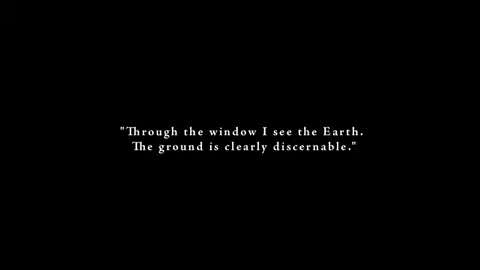 "Through the window I see the Earth.
The ground is clearly discernable."